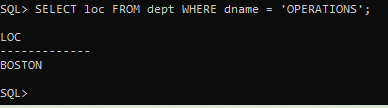 SQL> SELECT loc FROM dept WHERE dname = 'OPERATIONS';
LOC
-------------
BOSTON
SQL>